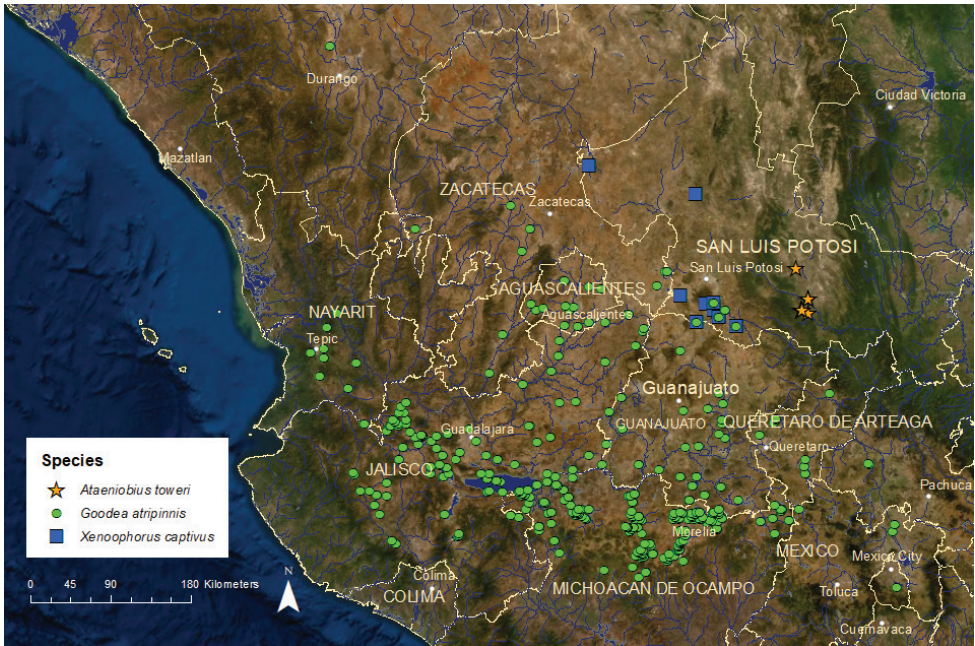 Durango
Ciudad Victoria
Mazatlan
ZACATECAS
Zacatecas
SAN LUIS POTOSI
San Luis Potosi
AGUASCALIENTES
Aguascalientes
NAYARIT
Tepic
Guanajuato
GUANAJUATO
QUERETARO DE ARTEAGA
Queretaro
Guadalajara
JALISCO
Pachuca
Morelia
MEXICO
Mexico City
MICHOACAN DE OCAMPO
Toluca
Colima
COLIMA
Cuernavaca
Species
Ataeniobius toweri
Goodea atripinnis
Xenoophorus captivus
0 45 90 180 Kilometers
N